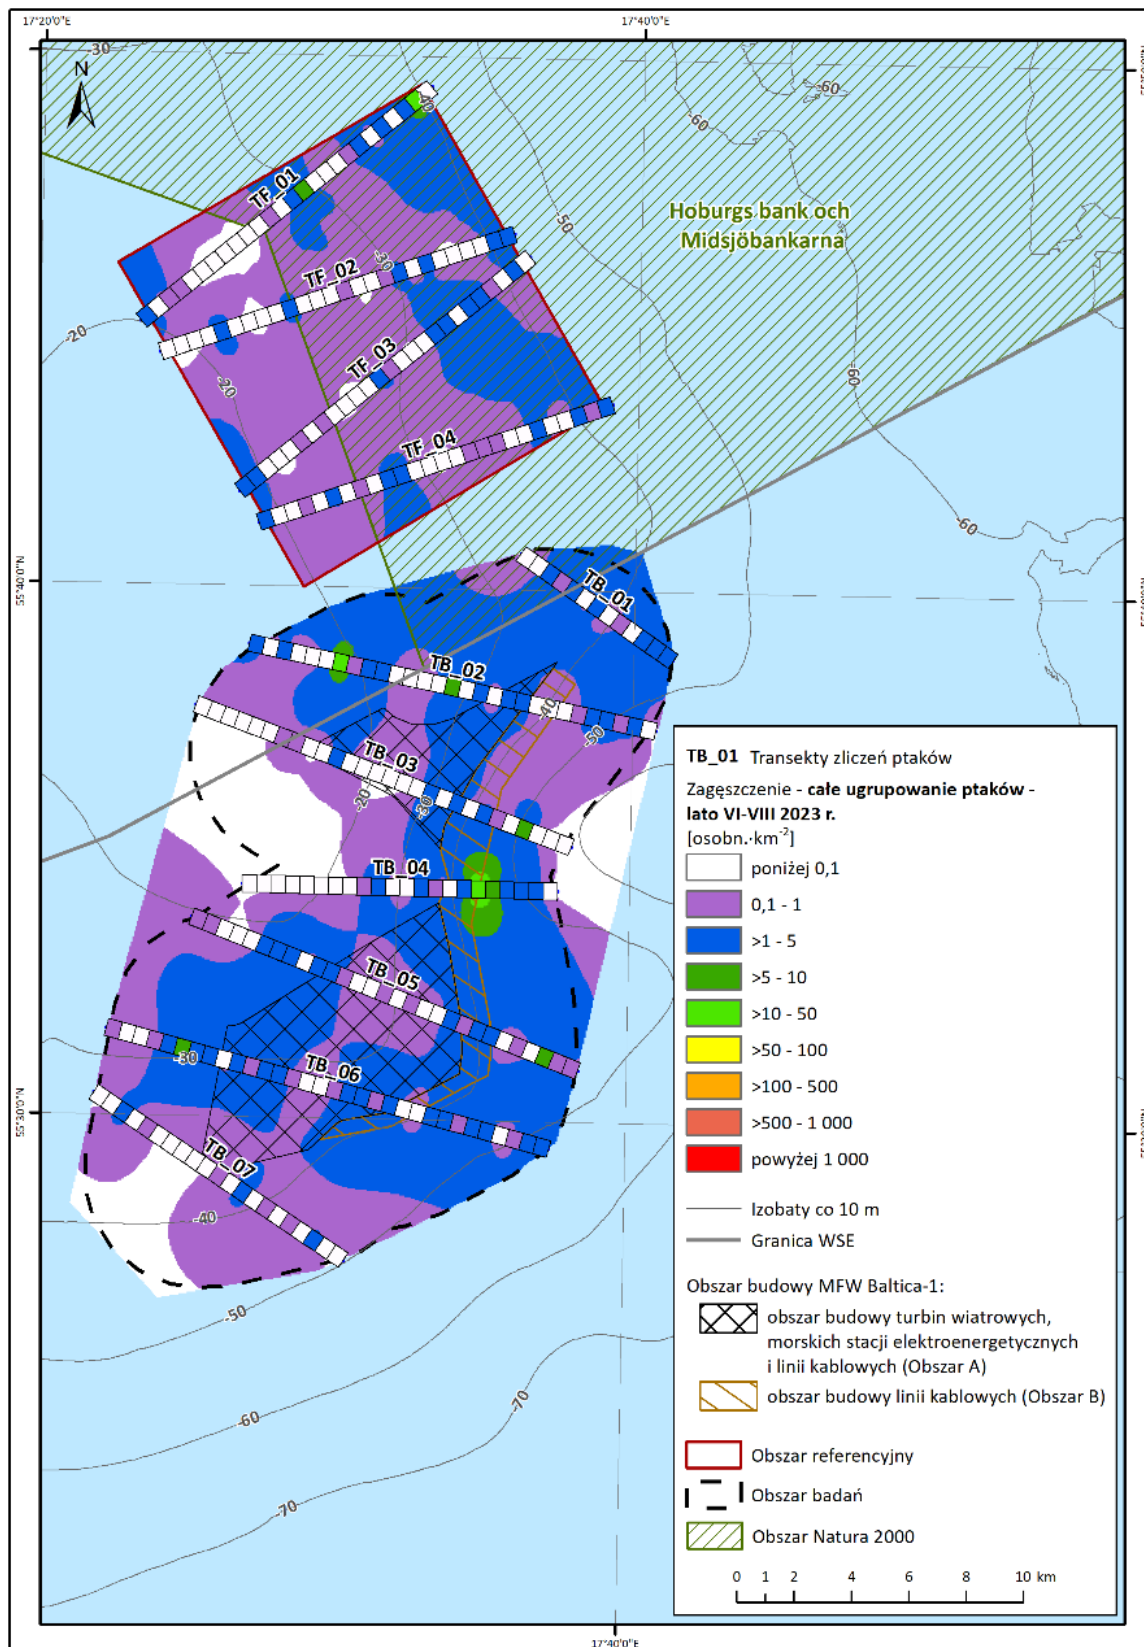 17°20'0"E
17°40'0"E
N
-30
-40
-60
-60
-50
TF_01
Hoburgs bank och
Midsjöbankarna
-30
TF_02
-20
TF_03
-20
-60
TF_04
-60
55°40'0"N
TB_01
TB_02
-40
-50
TB_03
-20
-30
TB_04
TB_05
-30
TB_06
55°30'0"N
TB_07
-40
-50
-60
-70
-70
TB_01 Transekty zliczeń ptaków
Zagęszczenie - całe ugrupowanie ptaków -
lato VI-VIII 2023 r.
[osobn.·km-2]
poniżej 0,1
0,1 - 1
>1 - 5
>5 - 10
>10 - 50
>50 - 100
>100 - 500
>500 - 1 000
powyżej 1 000
Izobaty co 10 m
Granica WSE
Obszar budowy MFW Baltica-1:
obszar budowy turbin wiatrowych,
morskich stacji elektroenergetycznych
i linii kablowych (Obszar A)
obszar budowy linii kablowych (Obszar B)
Obszar referencyjny
Obszar badań
Obszar Natura 2000
0 1 2 4 6 8 10 km
17°40'0"E